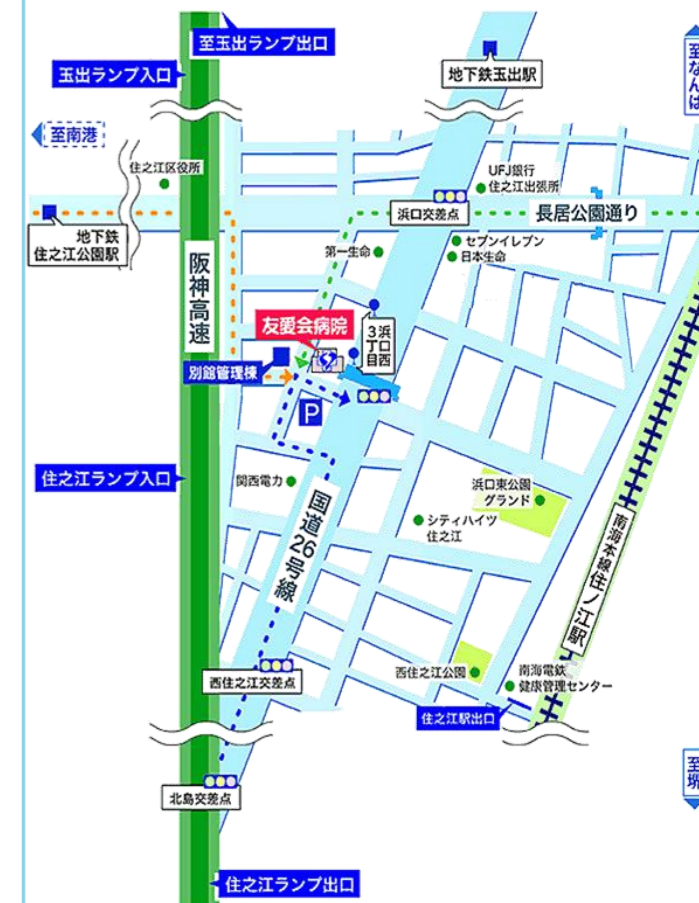 至玉出ランプ出口
玉出ランプ入口
地下鉄玉出駅
至なんば
至南港
住之江区役所
UFJ銀行
住之江出張所
浜口交差点
長居公園通り
地下鉄
住之江公園駅
第一生命
セブンイレブン
日本生命
阪神高速
友愛会病院
浜口西
3丁目
別館管理棟
P
住之江ランプ入口
関西電力
浜口東公園
グランド
シティハイツ
住之江
国道26号線
南海本線住ノ江駅
西住之江交差点
西住之江公園
南海電鉄
健康管理センター
住之江駅出口
至堺
北島交差点
住之江ランプ出口